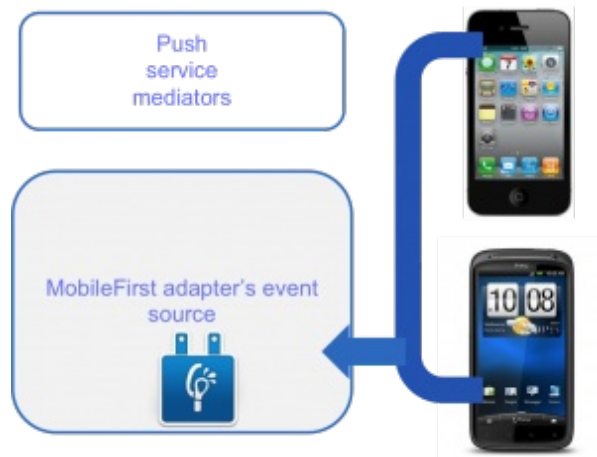 Push
service
mediators
MobileFirst adapter's event
source
10 08